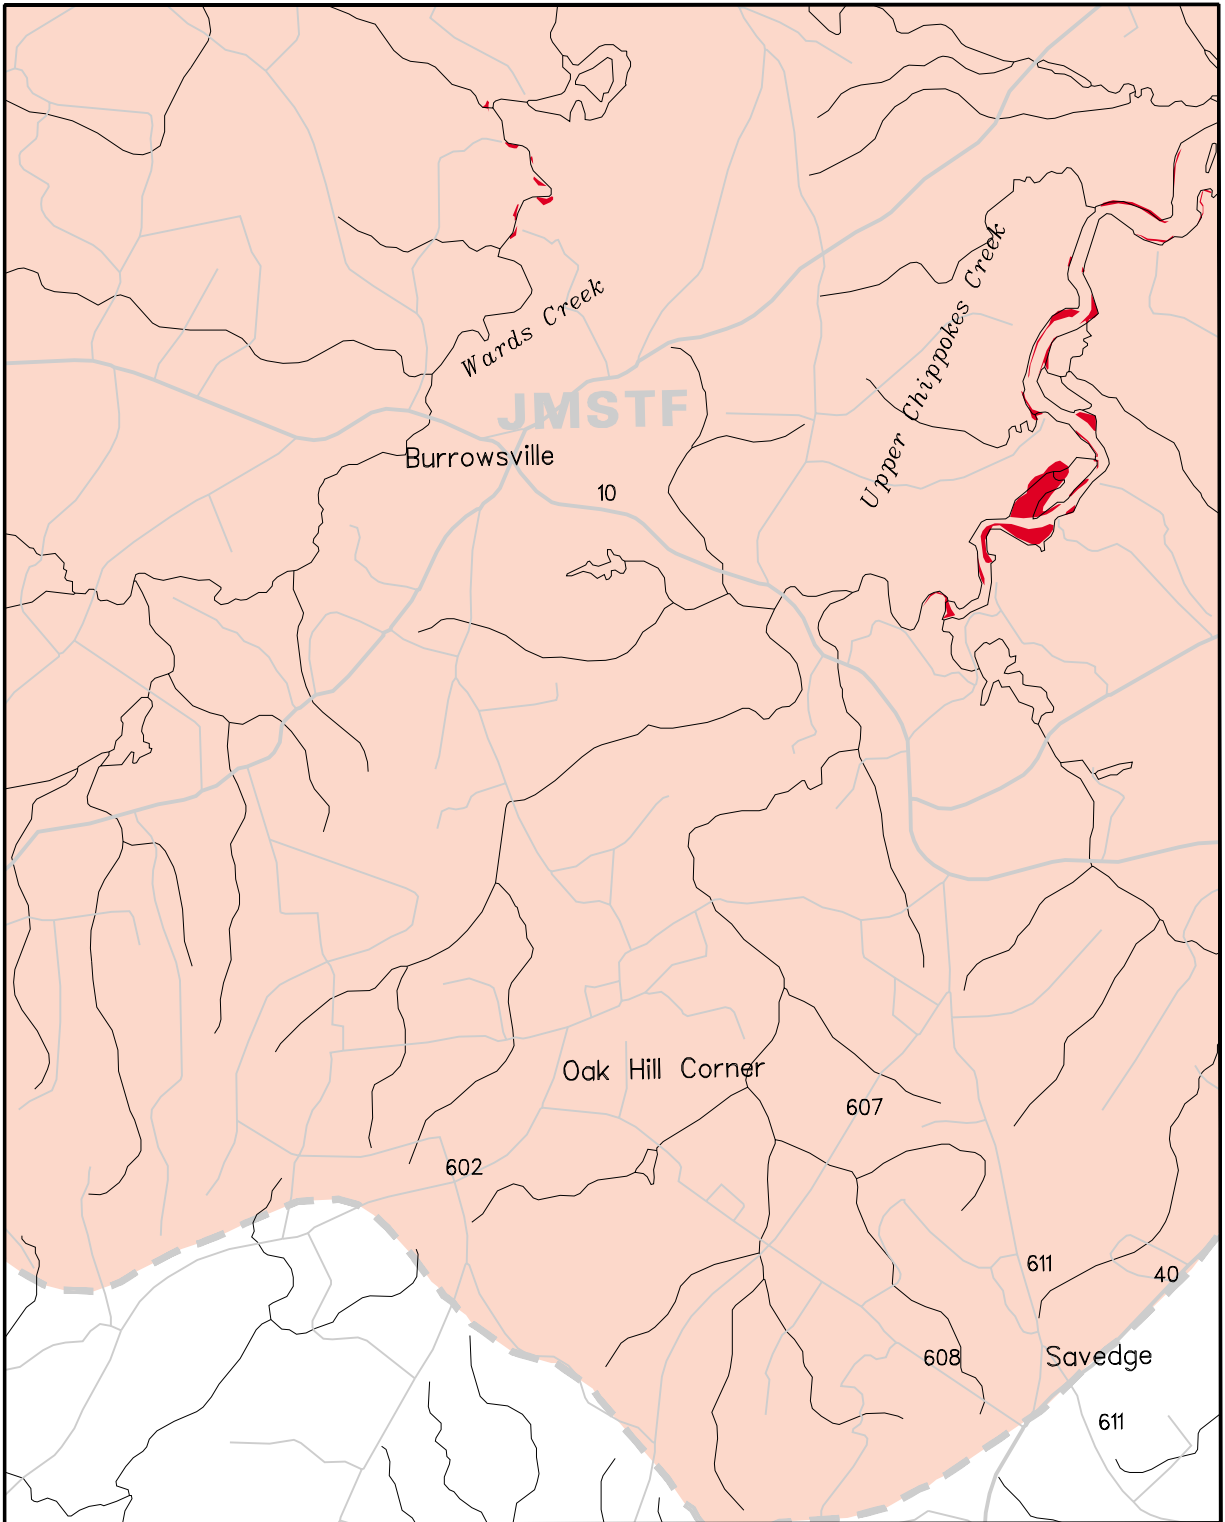 Wards Creek
Upper Chippokes Creek
JMSTF
Burrowsville
10
Oak Hill Corner
607
602
611
40
608
Savedge
611